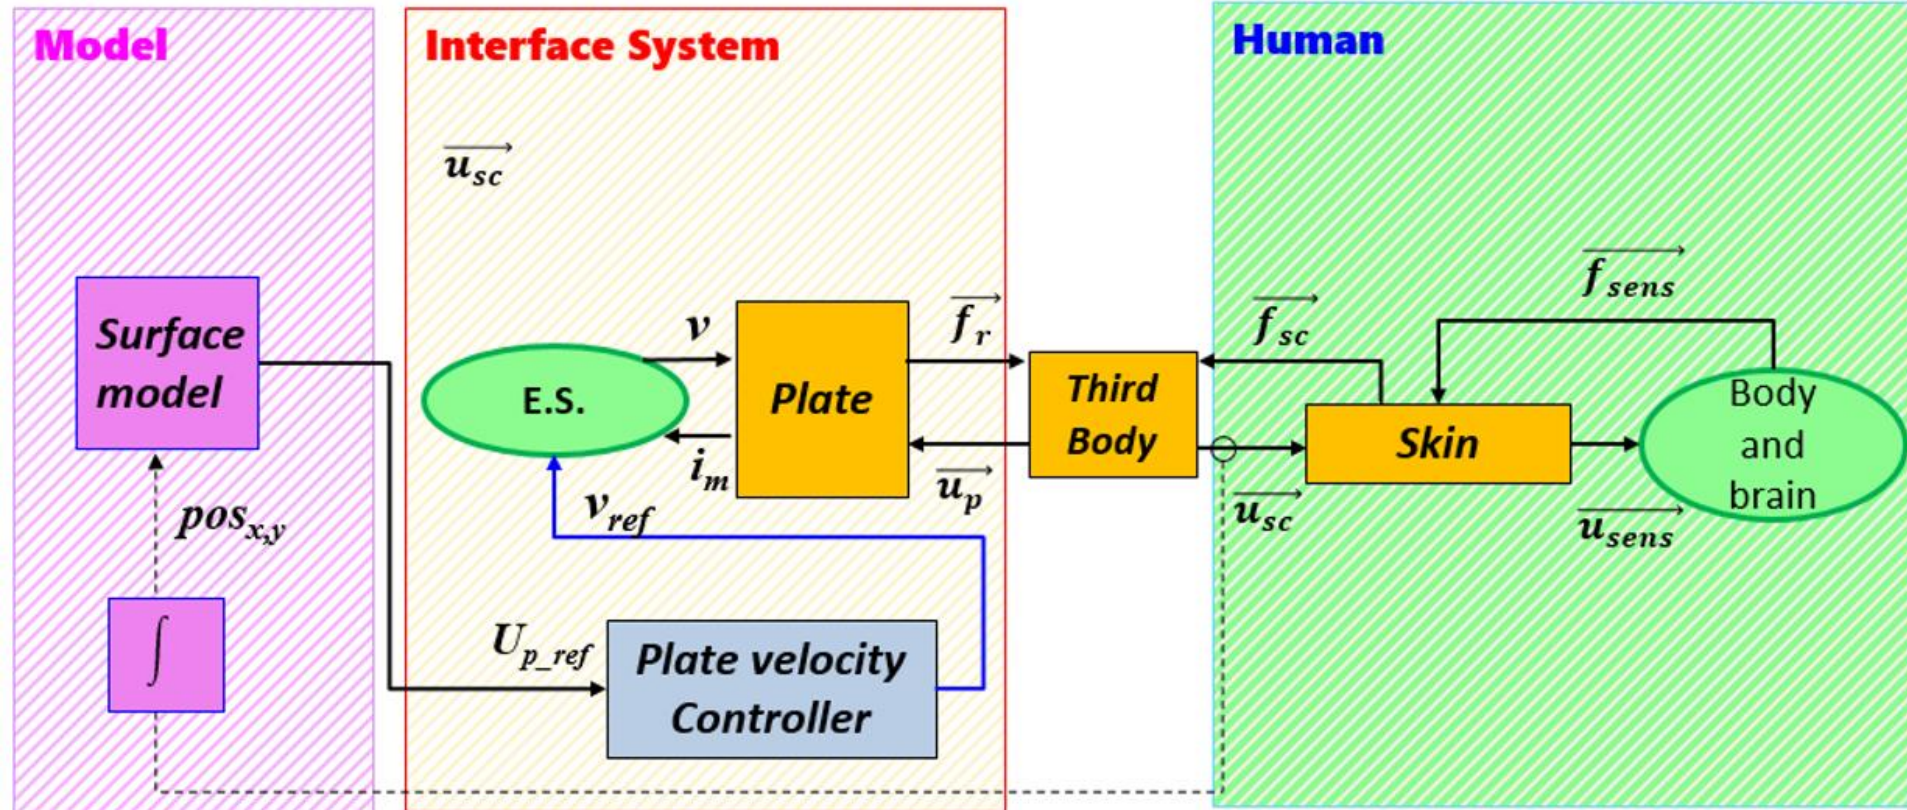 Model
Interface System
Human
u_sc
f_sens
Surface
model
v
f_r
f_sc
E.S.
Plate
Third
Body
Skin
Body
and
brain
i_m
u_p
u_sc
u_sens
pos_x,y
v_ref
∫
U_p_ref
Plate velocity
Controller